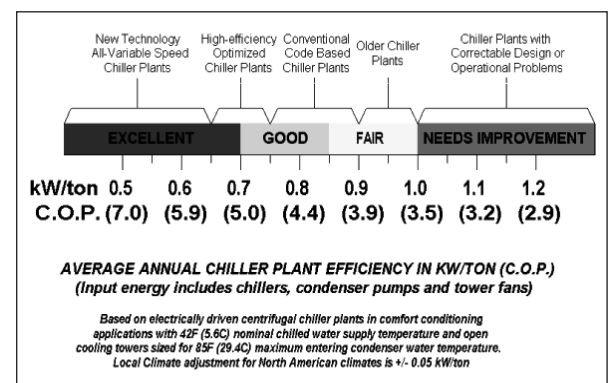 New Technology
All-Variable Speed
Chiller Plants
High-efficiency
Optimized
Chiller Plants
Conventional
Code Based
Chiller Plants
Older Chiller
Plants
Chiller Plants with
Correctable Design or
Operational Problems
EXCELLENT GOOD FAIR NEEDS IMPROVEMENT
kW/ton 0.5 0.6 0.7 0.8 0.9 1.0 1.1 1.2
C.O.P. (7.0) (5.9) (5.0) (4.4) (3.9) (3.5) (3.2) (2.9)
AVERAGE ANNUAL CHILLER PLANT EFFICIENCY IN KW/TON (C.O.P.)
(Input energy includes chillers, condenser pumps and tower fans)
Based on electrically driven centrifugal chiller plants in comfort conditioning
applications with 42F (5.6C) nominal chilled water supply temperature and open
cooling towers sized for 85F (29.4C) maximum entering condenser water temperature.
Local Climate adjustment for North American climates is +/- 0.05 kW/ton